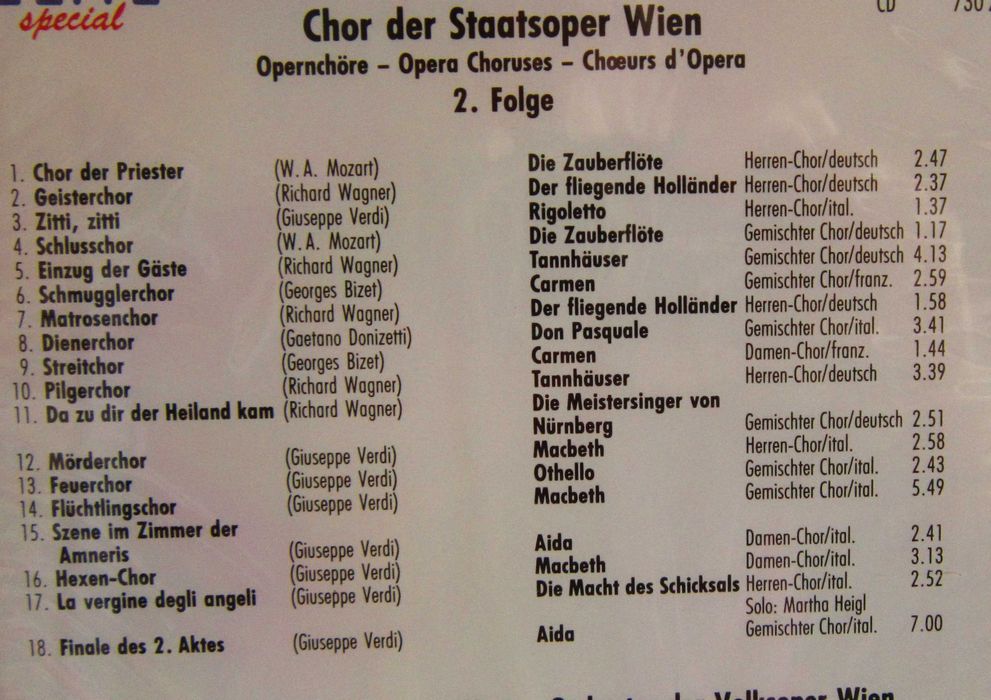 special
CD 730
Chor der Staatsoper Wien
Opernchöre – Opera Choruses – Chœurs d'Opera
2. Folge
1. Chor der Priester (W. A. Mozart) Die Zauberflöte Herren-Chor/deutsch 2.47
2. Geisterchor (Richard Wagner) Der fliegende Holländer Herren-Chor/deutsch 2.37
3. Zitti, zitti (Giuseppe Verdi) Rigoletto Herren-Chor/ital. 1.37
4. Schlusschor (W. A. Mozart) Die Zauberflöte Gemischter Chor/deutsch 1.17
5. Einzug der Gäste (Richard Wagner) Tannhäuser Gemischter Chor/deutsch 4.13
6. Schmugglerchor (Georges Bizet) Carmen Gemischter Chor/franz. 2.59
7. Matrosenchor (Richard Wagner) Der fliegende Holländer Herren-Chor/deutsch 1.58
8. Dienerchor (Gaetano Donizetti) Don Pasquale Gemischter Chor/ital. 3.41
9. Streitchor (Georges Bizet) Carmen Damen-Chor/franz. 1.44
10. Pilgerchor (Richard Wagner) Tannhäuser Herren-Chor/deutsch 3.39
11. Da zu dir der Heiland kam (Richard Wagner) Die Meistersinger von
Nürnberg Gemischter Chor/deutsch 2.51
12. Mörderchor (Giuseppe Verdi) Macbeth Herren-Chor/ital. 2.58
13. Feuerchor (Giuseppe Verdi) Othello Gemischter Chor/ital. 2.43
14. Flüchtlingschor (Giuseppe Verdi) Macbeth Gemischter Chor/ital. 5.49
15. Szene im Zimmer der
Amneris (Giuseppe Verdi) Aida Damen-Chor/ital. 2.41
16. Hexen-Chor (Giuseppe Verdi) Macbeth Damen-Chor/ital. 3.13
17. La vergine degli angeli (Giuseppe Verdi) Die Macht des Schicksals Herren-Chor/ital. 2.52
Solo: Martha Heigl
18. Finale des 2. Aktes (Giuseppe Verdi) Aida Gemischter Chor/ital. 7.00
Volksoper Wien